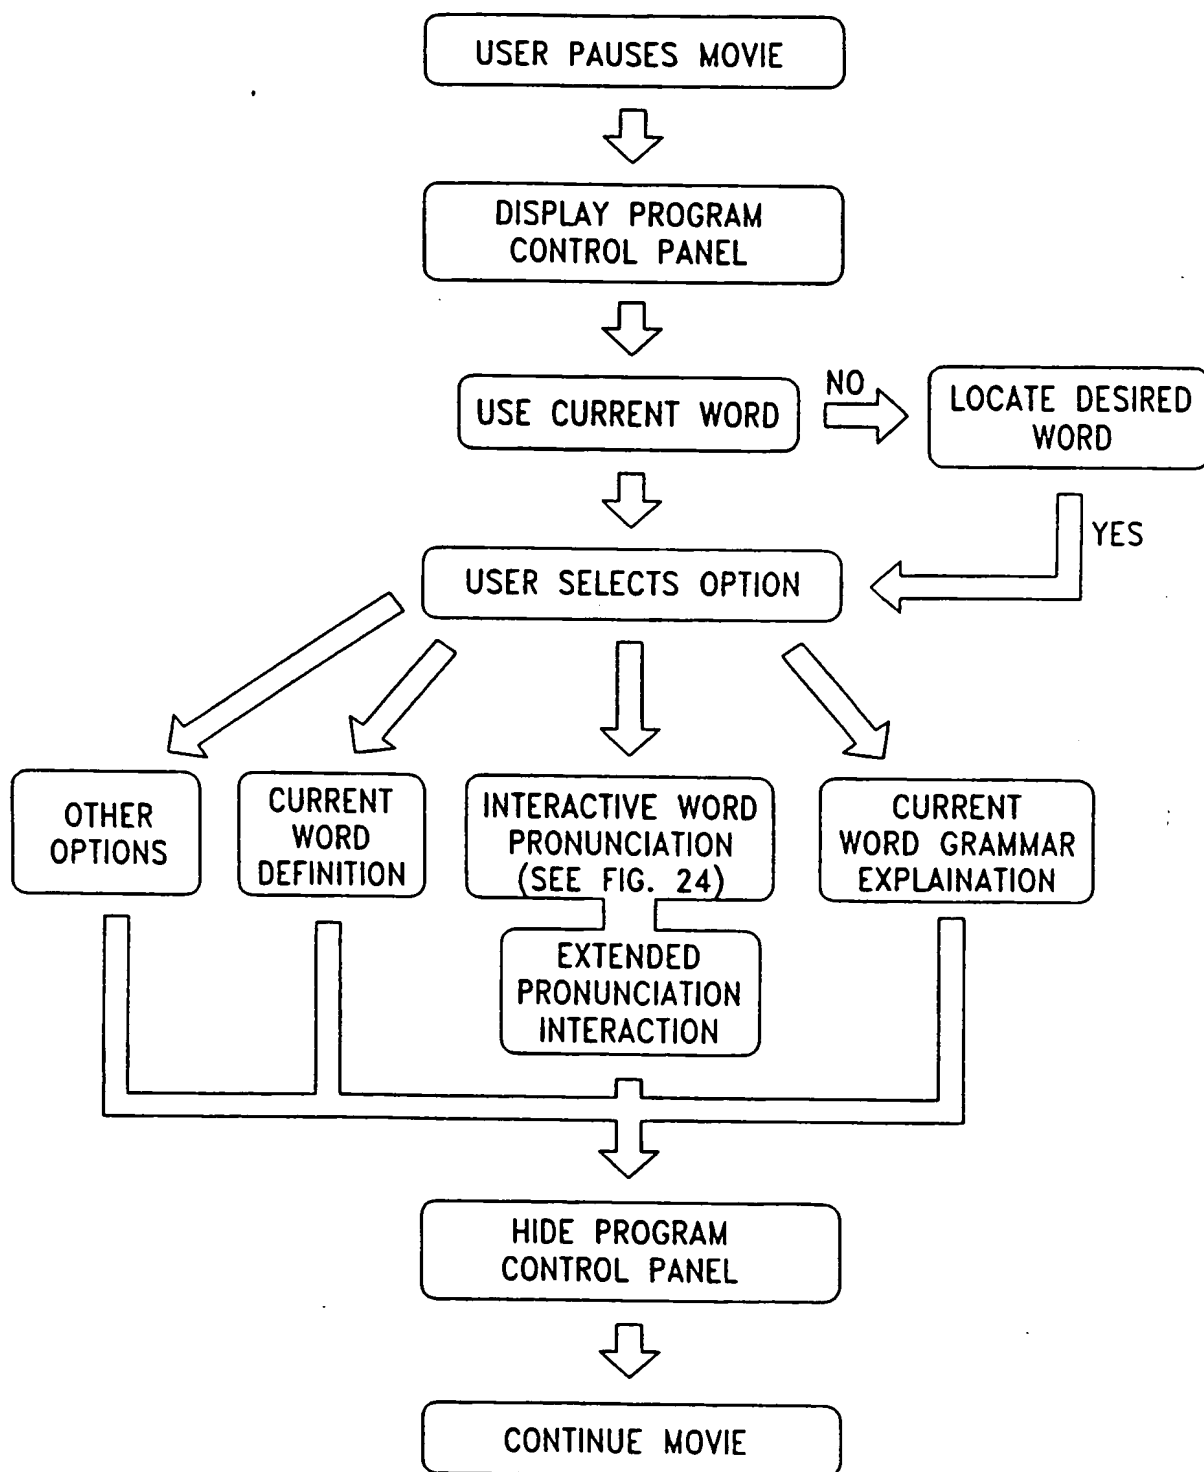 USER PAUSES MOVIE
DISPLAY PROGRAM
CONTROL PANEL
USE CURRENT WORD
NO
LOCATE DESIRED
WORD
YES
USER SELECTS OPTION
OTHER
OPTIONS
CURRENT
WORD
DEFINITION
INTERACTIVE WORD
PRONUNCIATION
(SEE FIG. 24)
CURRENT
WORD GRAMMAR
EXPLAINATION
EXTENDED
PRONUNCIATION
INTERACTION
HIDE PROGRAM
CONTROL PANEL
CONTINUE MOVIE